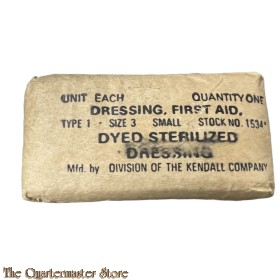 UNIT EACH QUANTITY ONE
DRESSING, FIRST AID,
TYPE 1 - SIZE 3 SMALL STOCK NO. 1534
DYED STERILIZED
DRESSING
Mfd. by DIVISION OF THE KENDALL COMPANY
The Quartermaster Store